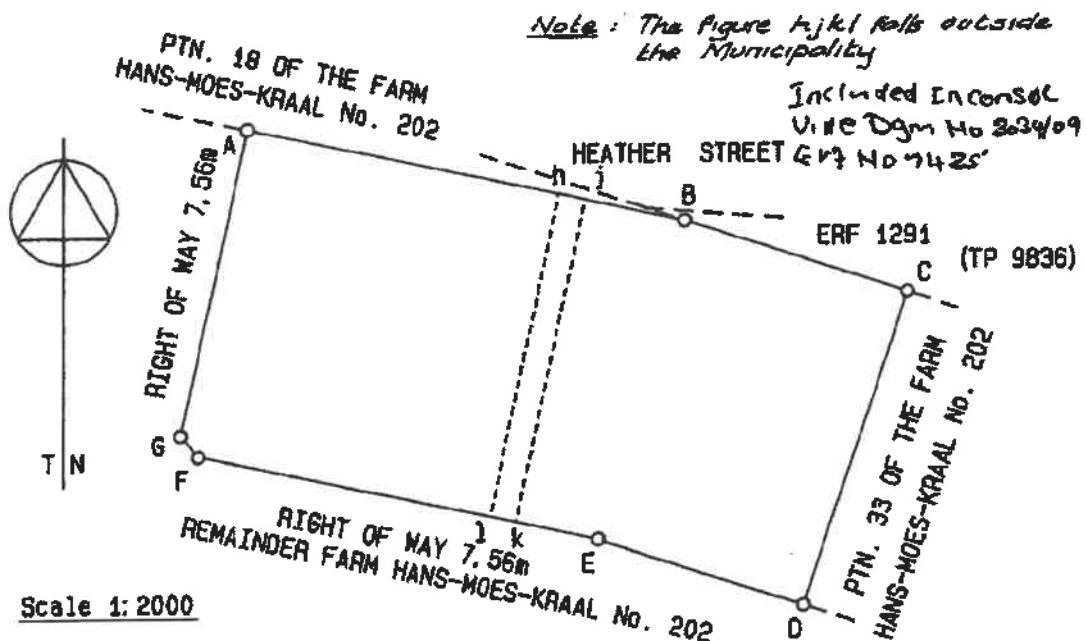 Note : The figure hjkl falls outside
the Municipality
Included In consol
Vide Dgm No 2034/09
Erf No 7425
PTN. 18 OF THE FARM
HANS-MOES-KRAAL No. 202
HEATHER STREET
A
h
j
B
ERF 1291
(TP 9836)
C
RIGHT OF WAY 7,56m
PTN. 33 OF THE FARM
HANS-MOES-KRAAL No. 202
G
F
T N
l
k
E
D
RIGHT OF WAY 7,56m
REMAINDER FARM HANS-MOES-KRAAL No. 202
Scale 1:2000